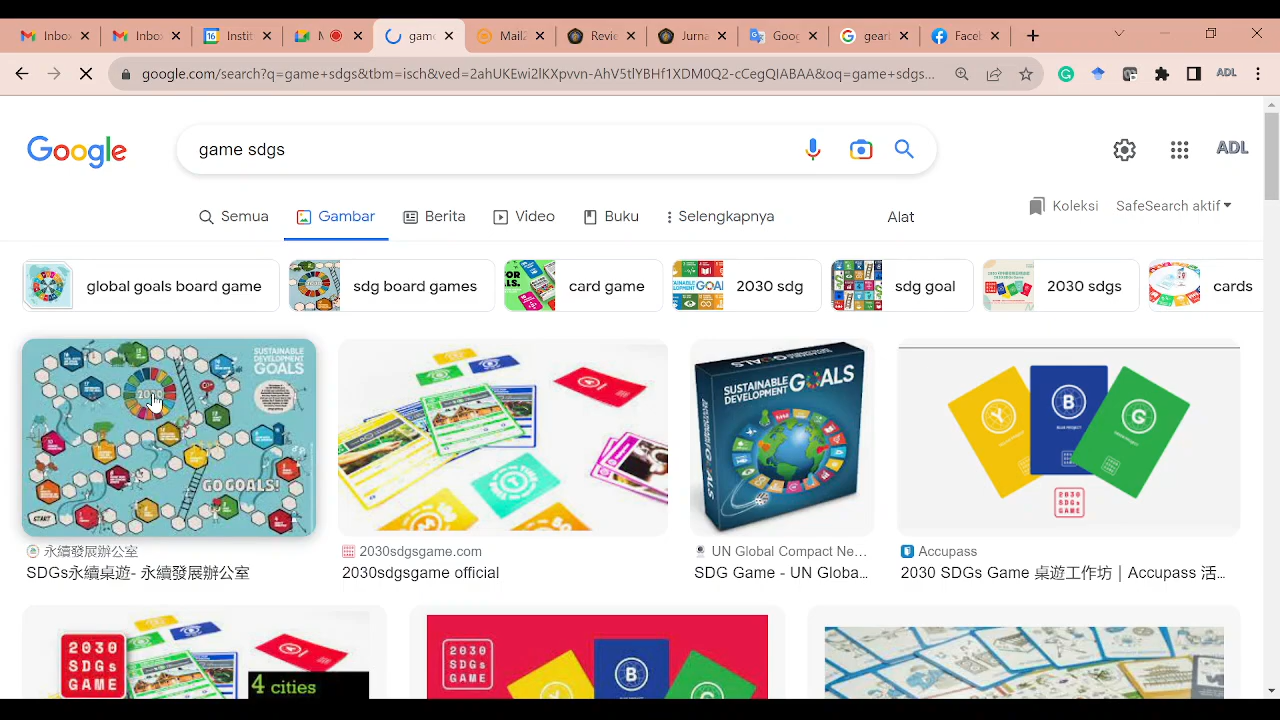 Inbox
Inbox
16
Instit
M
game
Mail2
Revie
Jurna
Goog
gearl
Faceb
google.com/search?q=game+sdgs&tbm=isch&ved=2ahUKEwi2lKXpvvn-AhV5tlYBHf1XDM0Q2-cCegQIABAA&oq=game+sdgs...
ADL
Google
game sdgs
ADL
Semua
Gambar
Berita
Video
Buku
Selengkapnya
Alat
Koleksi
SafeSearch aktif
global goals board game
sdg board games
card game
2030 sdg
sdg goal
2030 sdgs
cards
SUSTAINABLE
DEVELOPMENT
GOALS
GO GOALS!
START
SUSTAINABLE
DEVELOPMENT GOALS
Y
B
BLUE PROJECT
G
2030
SDGs
GAME
永續發展辦公室
SDGs永續桌遊- 永續發展辦公室
2030sdgsgame.com
2030sdgsgame official
UN Global Compact Ne...
SDG Game - UN Globa...
Accupass
2030 SDGs Game 桌遊工作坊｜Accupass 活...
2030
SDGs
GAME
4 cities
2030
SDGs
GAME
B